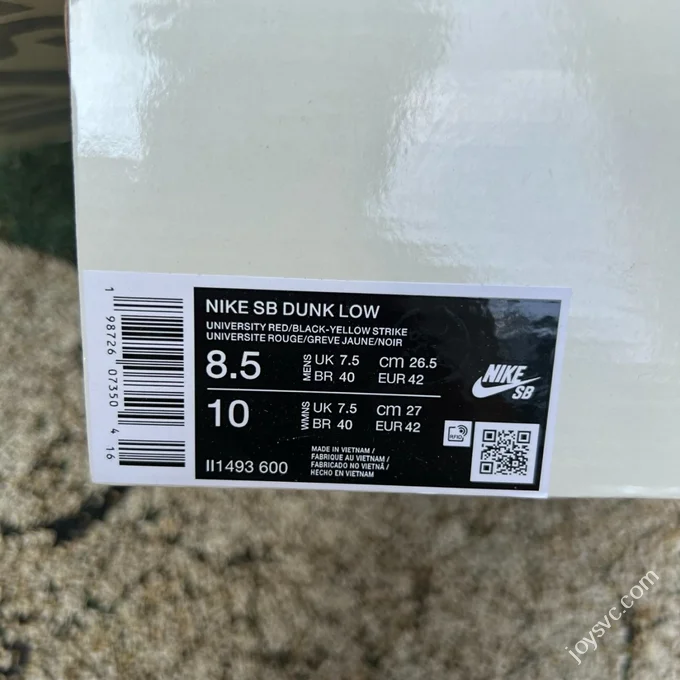 NIKE SB DUNK LOW
UNIVERSITY RED/BLACK-YELLOW STRIKE
UNIVERSITE ROUGE/GREVE JAUNE/NOIR
8.5 MENS UK 7.5 cm 26.5
BR 40 EUR 42
10 WMNS UK 7.5 cm 27
BR 40 EUR 42
II1493 600
MADE IN VIETNAM /
FABRIQUE AU VIETNAM /
FABRICADO NO VIETNÃ /
HECHO EN VIETNAM
NIKE
SB
RFID
1 98726 07350 4 16
joysvc.com